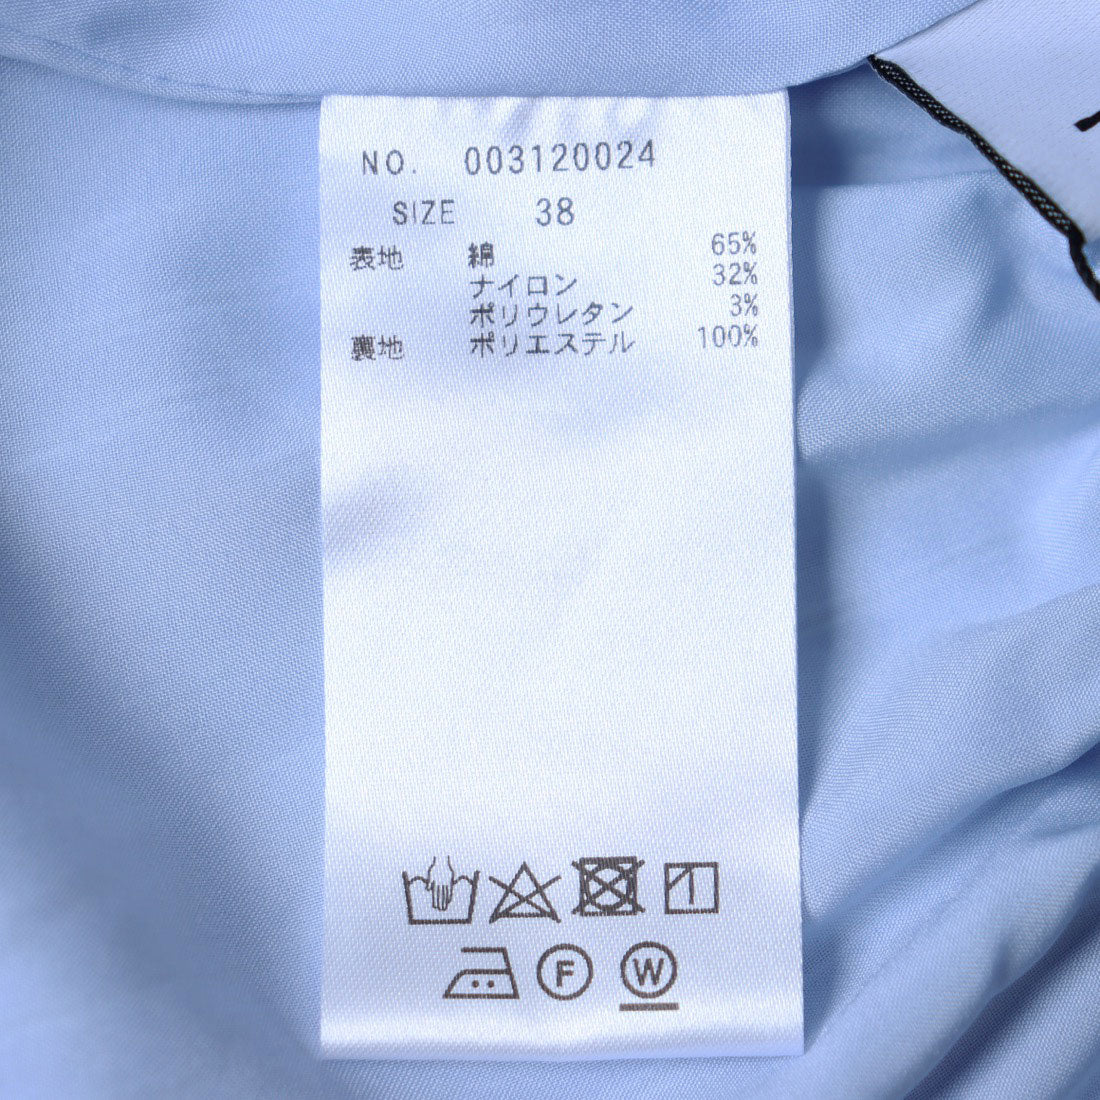 NO. 003120024
SIZE 38
表地 綿 65%
ナイロン 32%
ポリウレタン 3%
裏地 ポリエステル 100%
F W